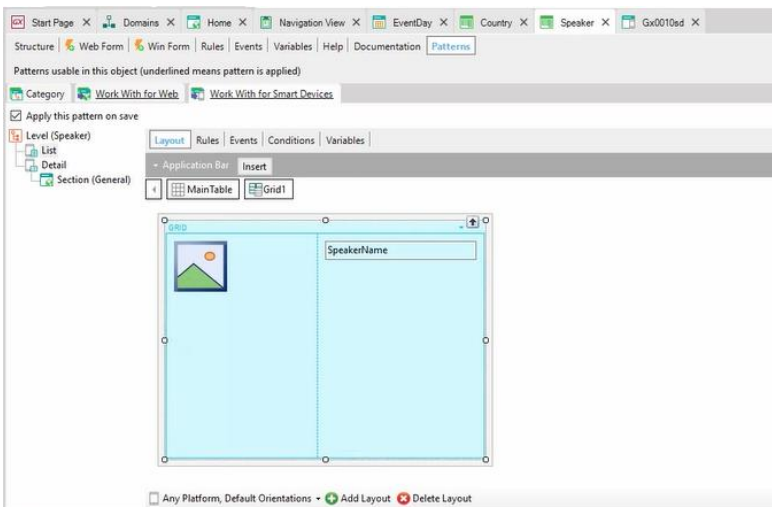 GX Start Page X Domains X Home X Navigation View X EventDay X Country X Speaker X Gx0010sd X
Structure Web Form Win Form Rules Events Variables Help Documentation Patterns
Patterns usable in this object (underlined means pattern is applied)
Category Work With for Web Work With for Smart Devices
Apply this pattern on save
Level (Speaker)
List
Detail
Section (General)
Layout Rules Events Conditions Variables
Application Bar Insert
MainTable Grid1
GRID
SpeakerName
Any Platform, Default Orientations Add Layout Delete Layout